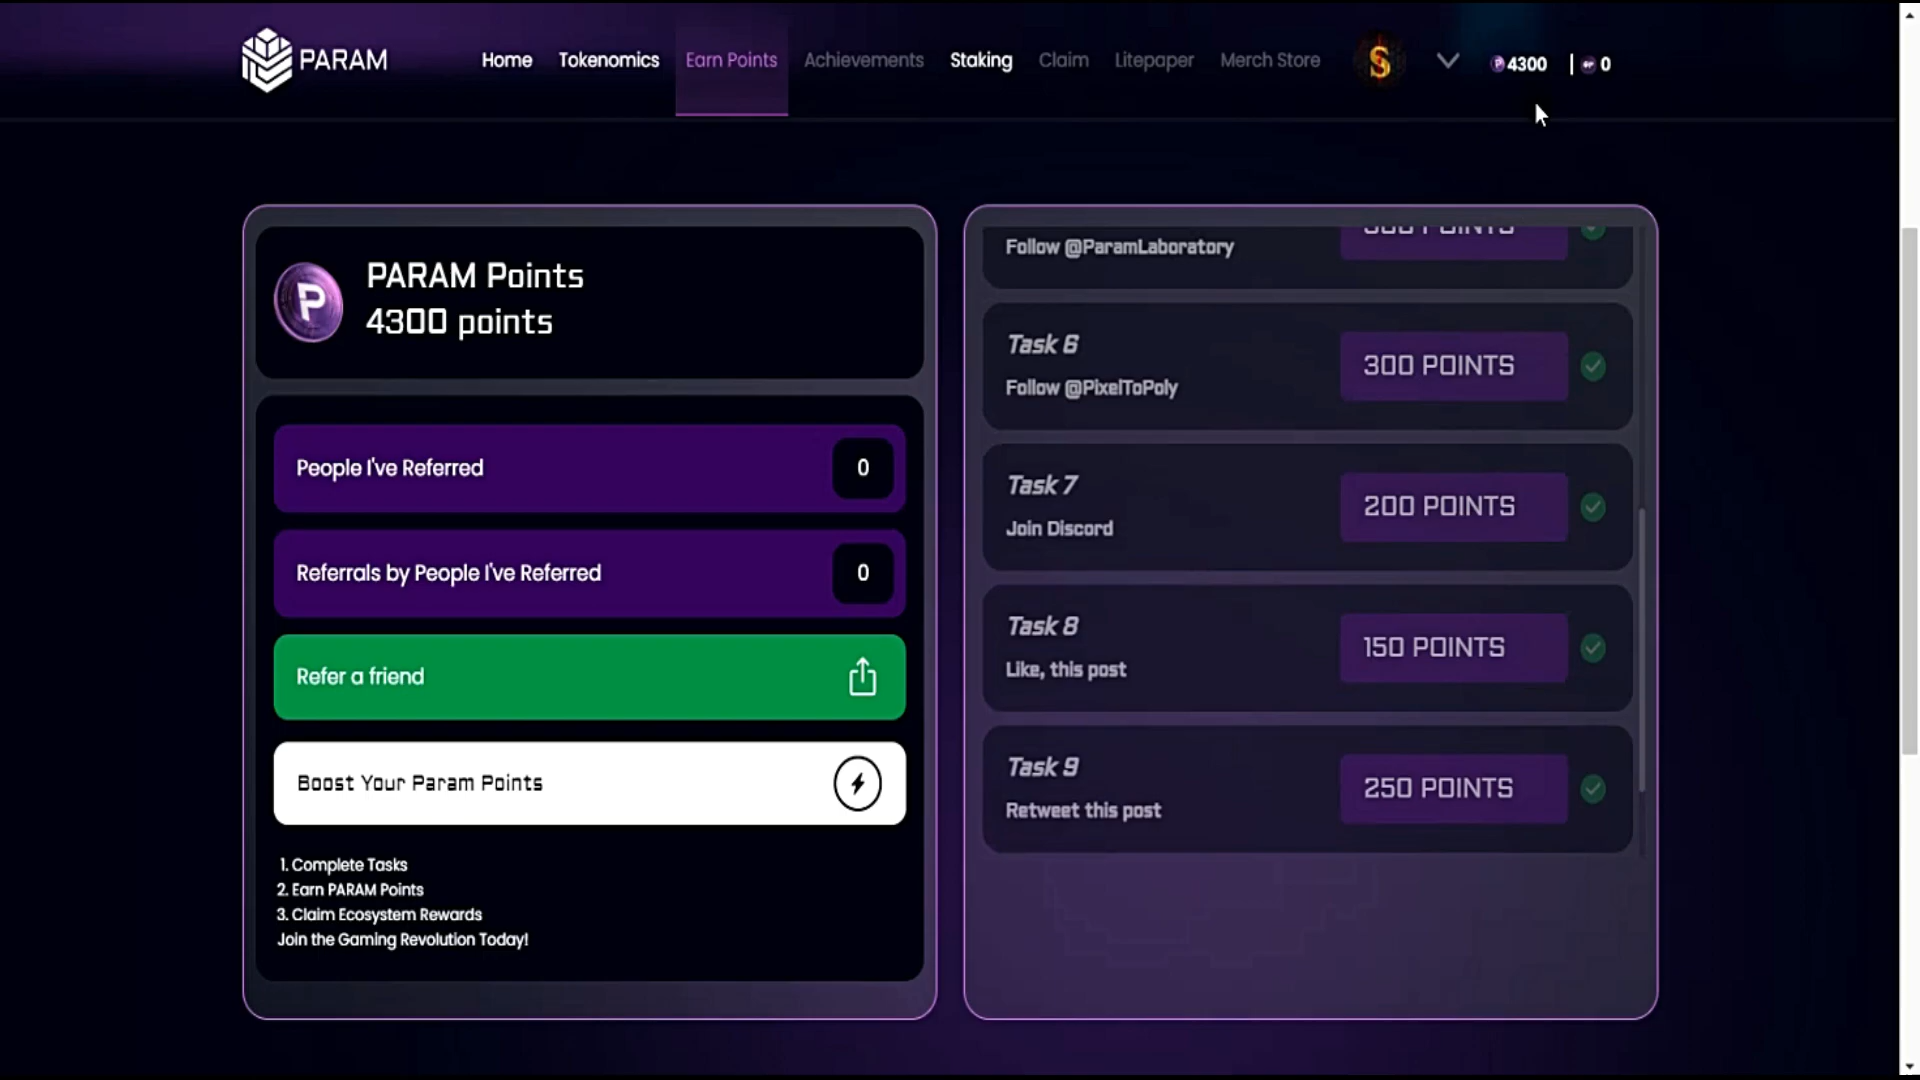 PARAM
Home Tokenomics Earn Points Achievements Staking Claim Litepaper Merch Store 4300 | 0
PARAM Points
4300 points
People I've Referred 0
Referrals by People I've Referred 0
Refer a friend
Boost Your Param Points
1. Complete Tasks
2. Earn PARAM Points
3. Claim Ecosystem Rewards
Join the Gaming Revolution Today!
300 POINTS
Follow @ParamLaboratory
Task 6
Follow @PixelToPoly
300 POINTS
Task 7
Join Discord
200 POINTS
Task 8
Like, this post
150 POINTS
Task 9
Retweet this post
250 POINTS